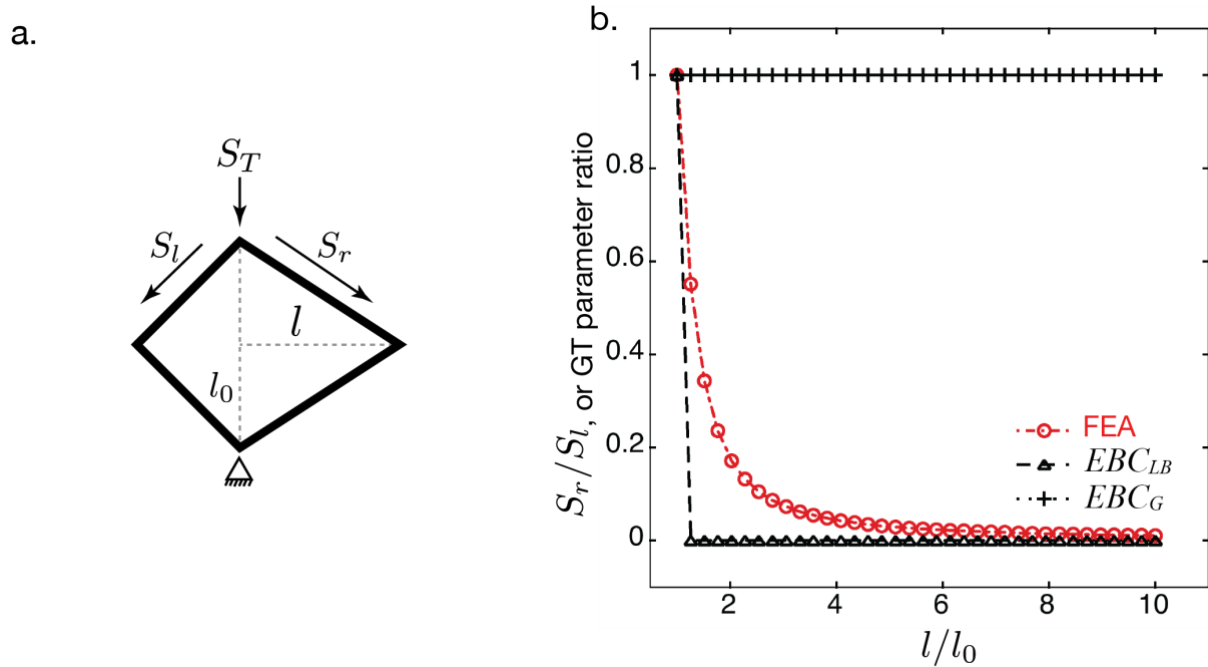 a.
S_T
S_l
S_r
l
l_0
b.
S_r/S_l, or GT parameter ratio
1
0.8
0.6
0.4
0.2
0
2
4
6
8
10
l/l_0
FEA
EBC_LB
EBC_G